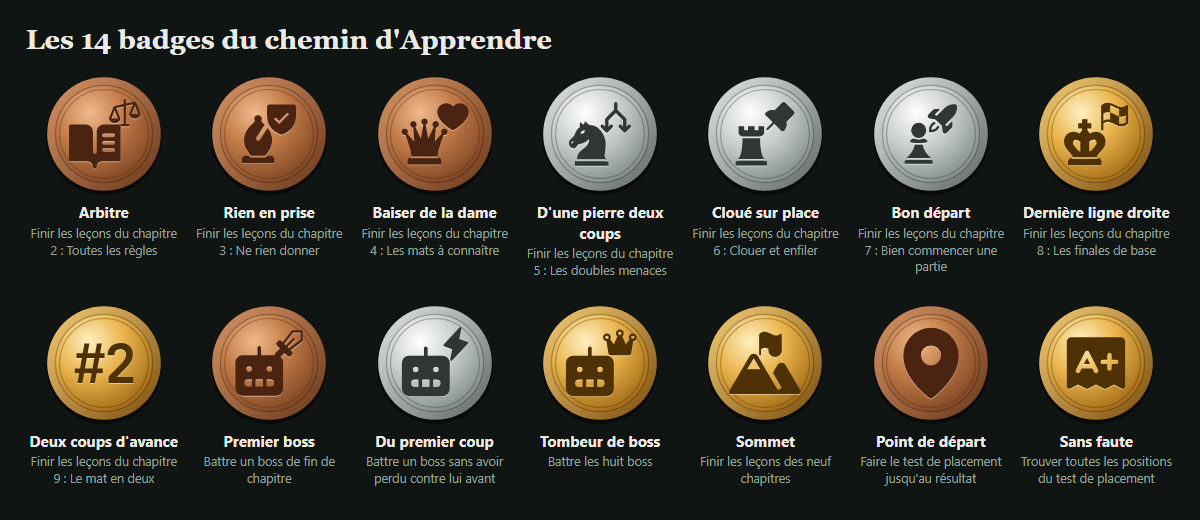 Les 14 badges du chemin d'Apprendre
Arbitre
Finir les leçons du chapitre
2 : Toutes les règles
Rien en prise
Finir les leçons du chapitre
3 : Ne rien donner
Baiser de la dame
Finir les leçons du chapitre
4 : Les mats à connaître
D'une pierre deux
coups
Finir les leçons du chapitre
5 : Les doubles menaces
Cloué sur place
Finir les leçons du chapitre
6 : Clouer et enfiler
Bon départ
Finir les leçons du chapitre
7 : Bien commencer une
partie
Dernière ligne droite
Finir les leçons du chapitre
8 : Les finales de base
#2
Deux coups d'avance
Finir les leçons du chapitre
9 : Le mat en deux
Premier boss
Battre un boss de fin de
chapitre
Du premier coup
Battre un boss sans avoir
perdu contre lui avant
Tombeur de boss
Battre les huit boss
Sommet
Finir les leçons des neuf
chapitres
Point de départ
Faire le test de placement
jusqu'au résultat
A+
Sans faute
Trouver toutes les positions
du test de placement